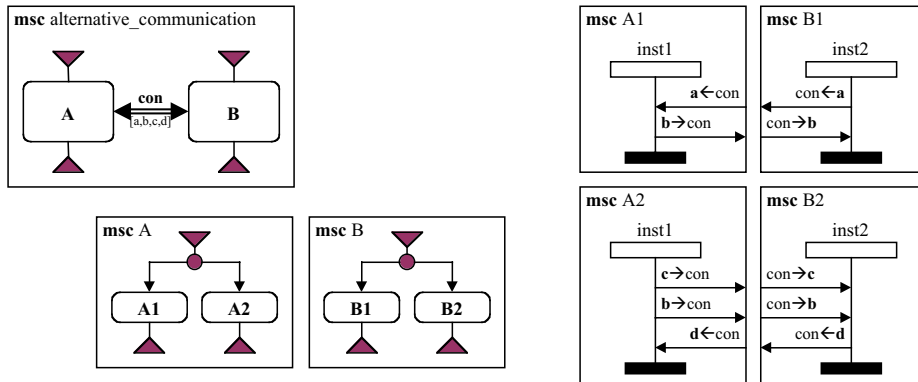 msc alternative_communication
A
con
[a,b,c,d]
B
msc A
A1
A2
msc B
B1
B2
msc A1
inst1
a←con
b→con
msc B1
inst2
con←a
con→b
msc A2
inst1
c→con
b→con
d←con
msc B2
inst2
con→c
con→b
con←d